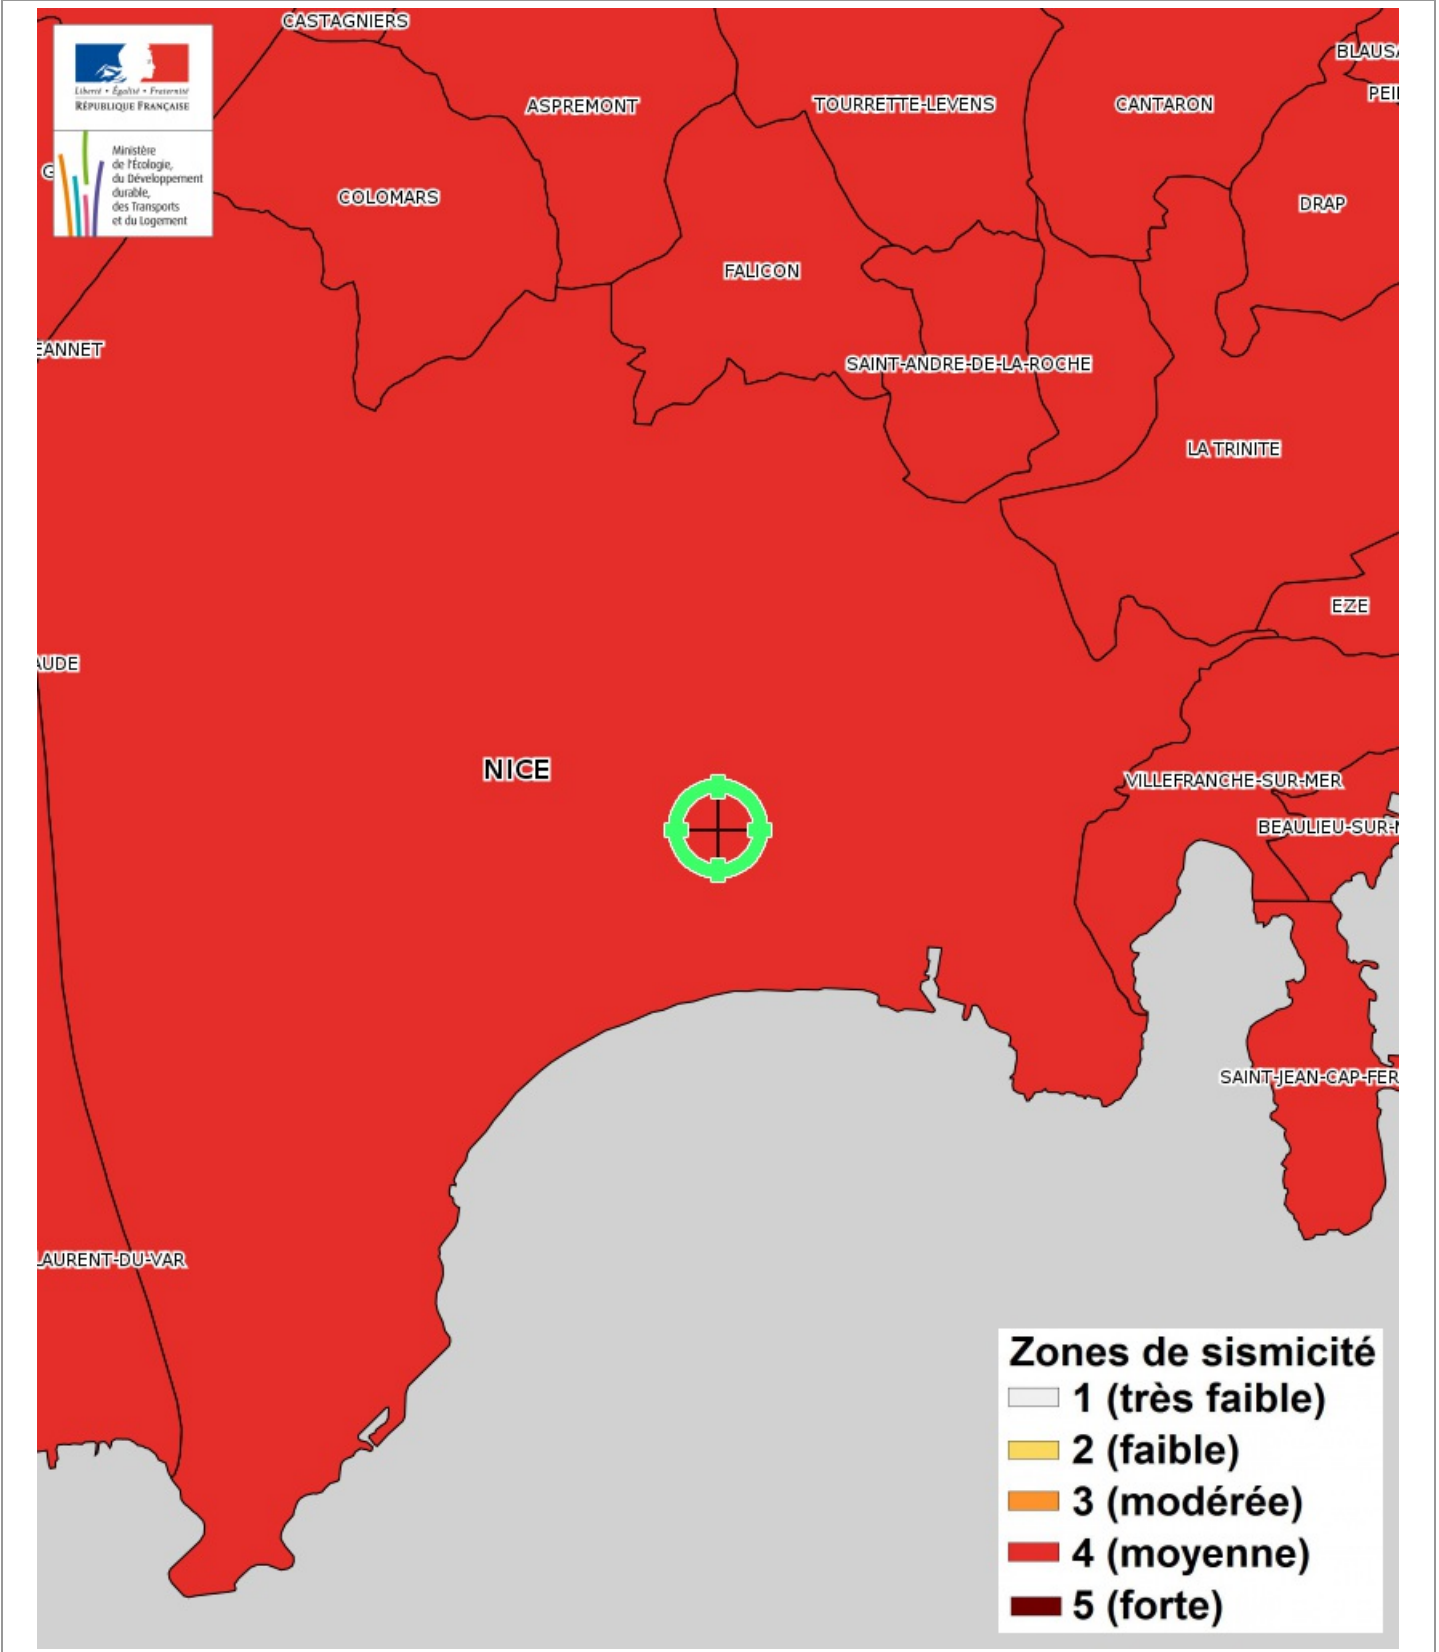 CASTAGNIERS
Liberté • Égalité • Fraternité
RÉPUBLIQUE FRANÇAISE
Ministère
de l'Écologie,
du Développement
durable,
des Transports
et du Logement
BLAUSA
PEIL
ASPREMONT
TOURRETTE-LEVENS
CANTARON
G
COLOMARS
DRAP
FALICON
EANNET
SAINT-ANDRE-DE-LA-ROCHE
LA TRINITE
EZE
AUDE
NICE
VILLEFRANCHE-SUR-MER
BEAULIEU-SUR-M
SAINT-JEAN-CAP-FER
LAURENT-DU-VAR
Zones de sismicité
1 (très faible)
2 (faible)
3 (modérée)
4 (moyenne)
5 (forte)